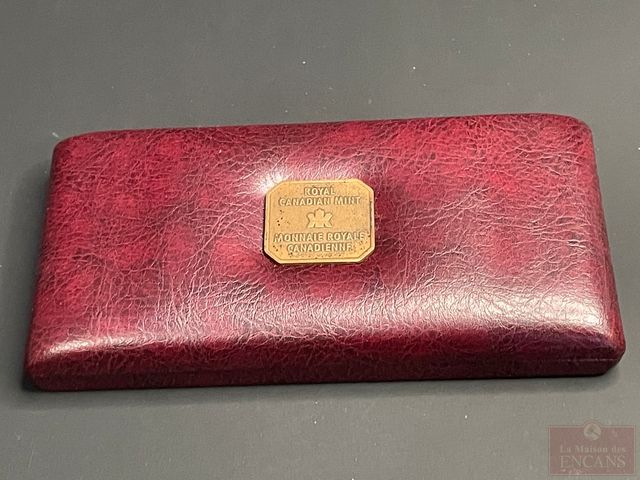 ROYAL
CANADIAN MINT
MONNAIE ROYALE
CANADIENNE
La Maison des
ENCANS